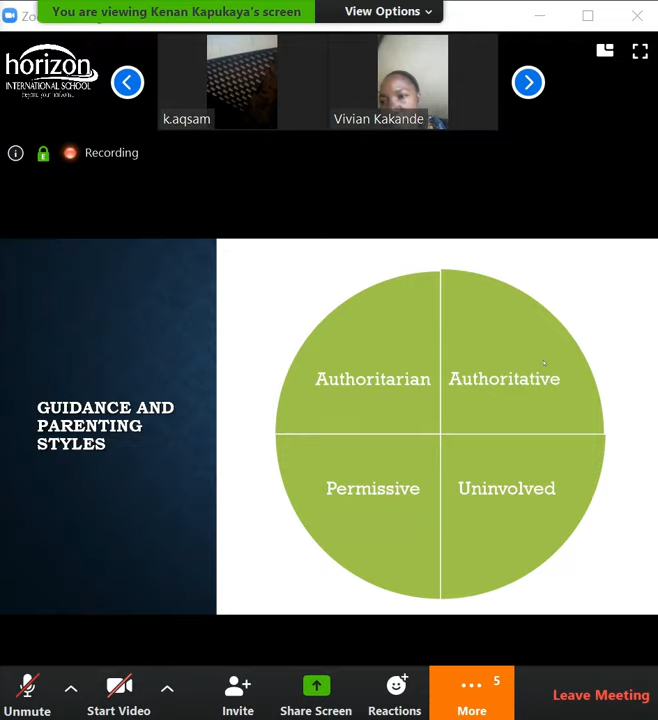 You are viewing Kenan Kapukaya's screen
View Options
horizon
INTERNATIONAL SCHOOL
k.aqsam
Vivian Kakande
Recording
GUIDANCE AND
PARENTING
STYLES
Authoritarian
Authoritative
Permissive
Uninvolved
5
Unmute
Start Video
Invite
Share Screen
Reactions
More
Leave Meeting